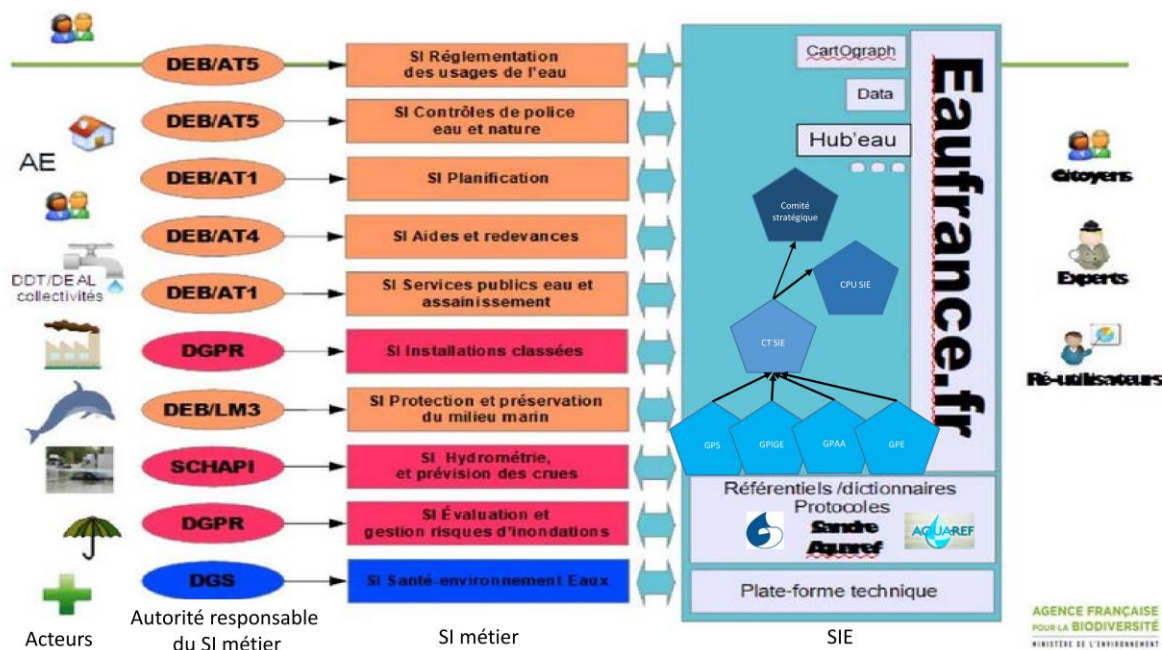 CartOgraph
Data
Hub'eau
Eaufrance.fr
DEB/AT5
SI Réglementation
des usages de l'eau
DEB/AT5
SI Contrôles de police
eau et nature
AE
DEB/AT1
SI Planification
DEB/AT4
SI Aides et redevances
DDT/DEAL
collectivités
DEB/AT1
SI Services publics eau et
assainissement
DGPR
SI Installations classées
DEB/LM3
SI Protection et préservation
du milieu marin
SCHAPI
SI Hydrométrie,
et prévision des crues
DGPR
SI Évaluation et
gestion risques d'inondations
DGS
SI Santé-environnement Eaux
Comité
stratégique
CPU SIE
CT SIE
GPS
GPIGE
GPAA
GPE
Référentiels /dictionnaires
Protocoles
Sandre
Aquaref
AQUAREF
Plate-forme technique
Citoyens
Experts
Ré-utilisateurs
Acteurs
Autorité responsable
du SI métier
SI métier
SIE
AGENCE FRANÇAISE
POUR LA BIODIVERSITÉ
MINISTÈRE DE L'ENVIRONNEMENT